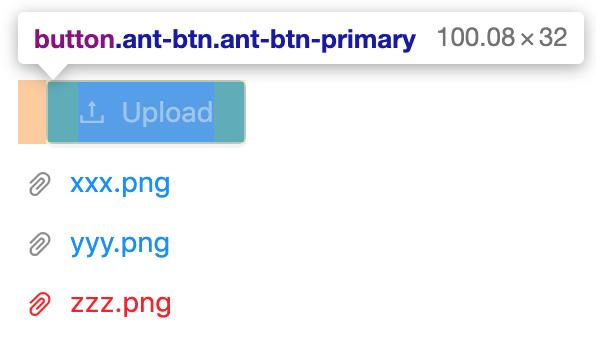 button.ant-btn.ant-btn-primary 100.08×32
Upload
xxx.png
yyy.png
zzz.png